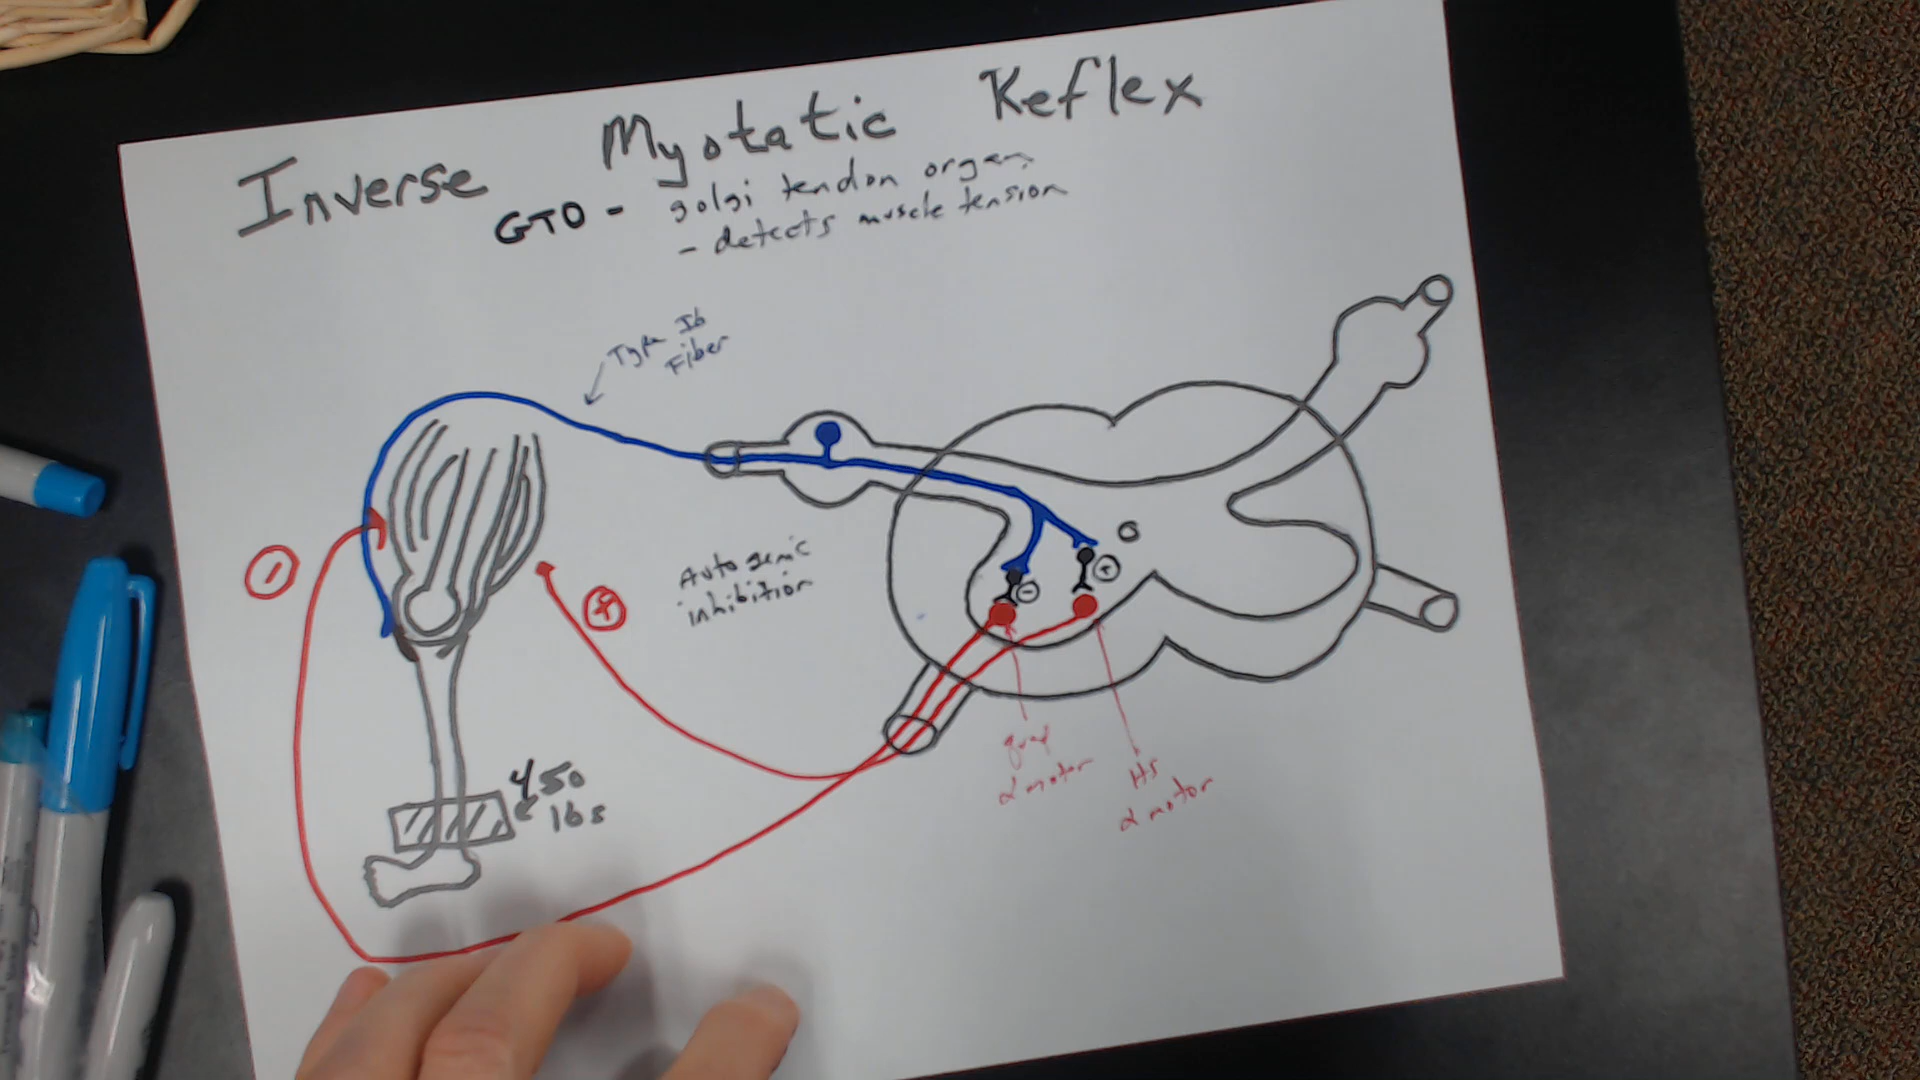 Inverse Myotatic Reflex
GTO - golgi tendon organ
- detects muscle tension
Type Ib
Fiber
Autogenic
inhibition
-
+
-
+
450
lbs
quad
α motor
HS
α motor